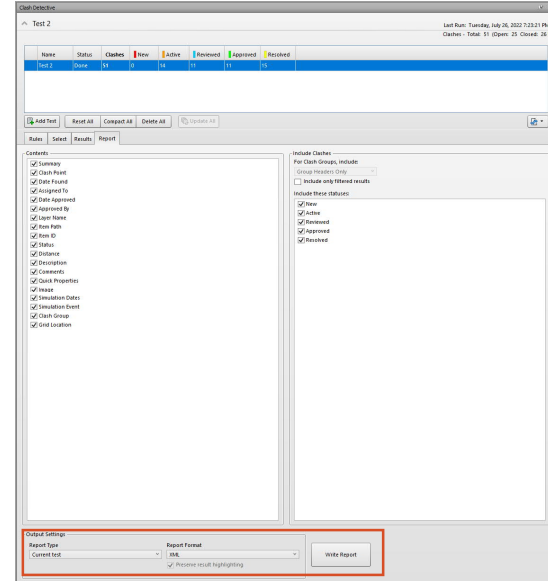 Clash Detective
Test 2
Last Run: Tuesday, July 26, 2022 7:23:21 PM
Clashes - Total: 51 (Open: 25 Closed: 26
Name Status Clashes New Active Reviewed Approved Resolved
Test 2 Done 51 0 14 11 11 15
Add Test Reset All Compact All Delete All Update All
Rules Select Results Report
Contents
Summary
Clash Point
Date Found
Assigned To
Date Approved
Approved By
Layer Name
Item Path
Item ID
Status
Distance
Description
Comments
Quick Properties
Image
Simulation Dates
Simulation Event
Clash Group
Grid Location
Include Clashes
For Clash Groups, include:
Group Headers Only
Include only filtered results
Include these statuses:
New
Active
Reviewed
Approved
Resolved
Output Settings
Report Type Report Format
Current test XML Write Report
Preserve result highlighting